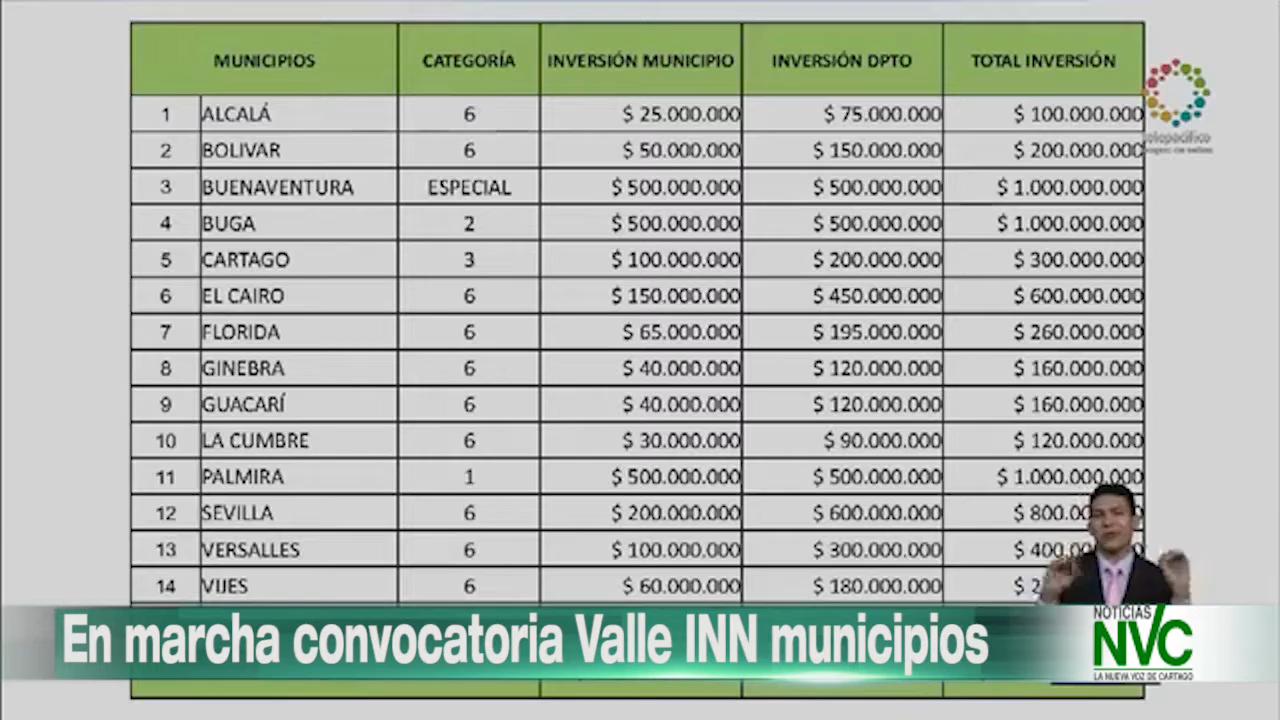 MUNICIPIOS CATEGORÍA INVERSIÓN MUNICIPIO INVERSIÓN DPTO TOTAL INVERSIÓN
1 ALCALÁ 6 $ 25.000.000 $ 75.000.000 $ 100.000.000
telepacífico
2 BOLIVAR 6 $ 50.000.000 $ 150.000.000 $ 200.000.000
3 BUENAVENTURA ESPECIAL $ 500.000.000 $ 500.000.000 $ 1.000.000.000
4 BUGA 2 $ 500.000.000 $ 500.000.000 $ 1.000.000.000
5 CARTAGO 3 $ 100.000.000 $ 200.000.000 $ 300.000.000
6 EL CAIRO 6 $ 150.000.000 $ 450.000.000 $ 600.000.000
7 FLORIDA 6 $ 65.000.000 $ 195.000.000 $ 260.000.000
8 GINEBRA 6 $ 40.000.000 $ 120.000.000 $ 160.000.000
9 GUACARÍ 6 $ 40.000.000 $ 120.000.000 $ 160.000.000
10 LA CUMBRE 6 $ 30.000.000 $ 90.000.000 $ 120.000.000
11 PALMIRA 1 $ 500.000.000 $ 500.000.000 $ 1.000.000.000
12 SEVILLA 6 $ 200.000.000 $ 600.000.000 $ 800.0
13 VERSALLES 6 $ 100.000.000 $ 300.000.000 $ 400.00
14 VIJES 6 $ 60.000.000 $ 180.000.000 $ 2
En marcha convocatoria Valle INN municipios
NOTICIAS
NVC
LA NUEVA VOZ DE CARTAGO